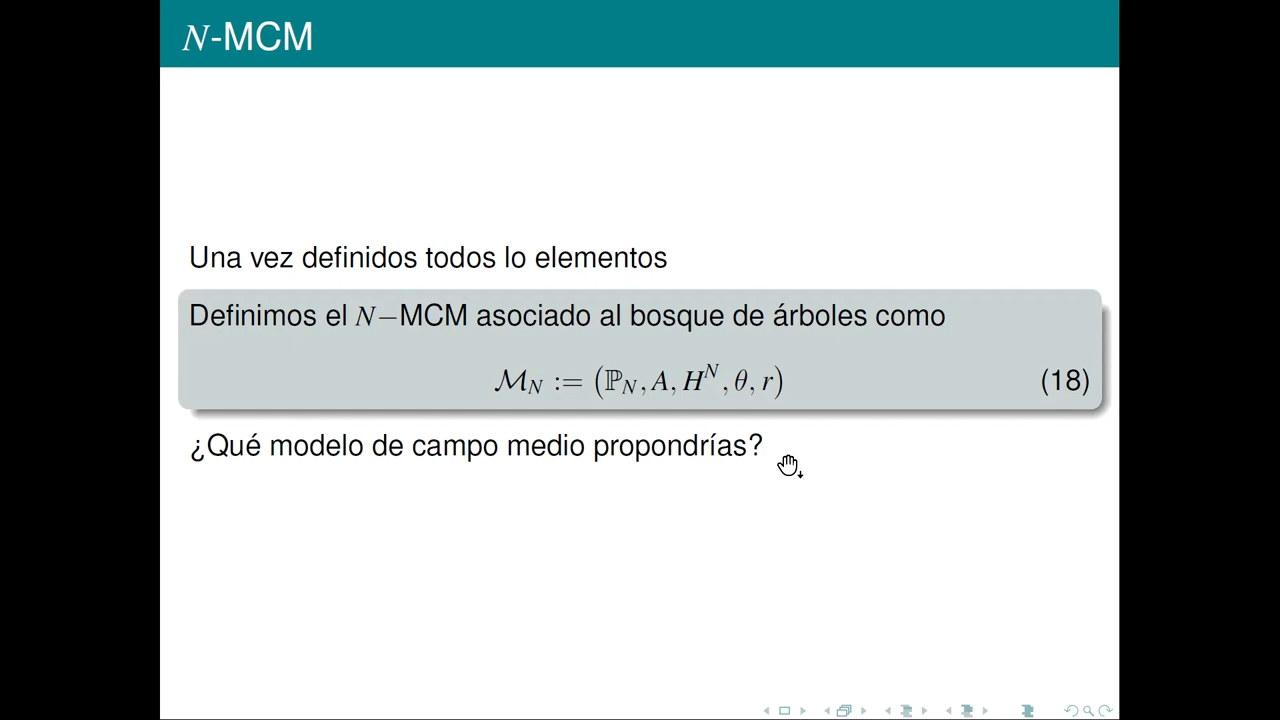 N-MCM
Una vez definidos todos lo elementos
Definimos el N−MCM asociado al bosque de árboles como
ℳ_N := (ℙ_N, A, H^N, θ, r) (18)
¿Qué modelo de campo medio propondrías?